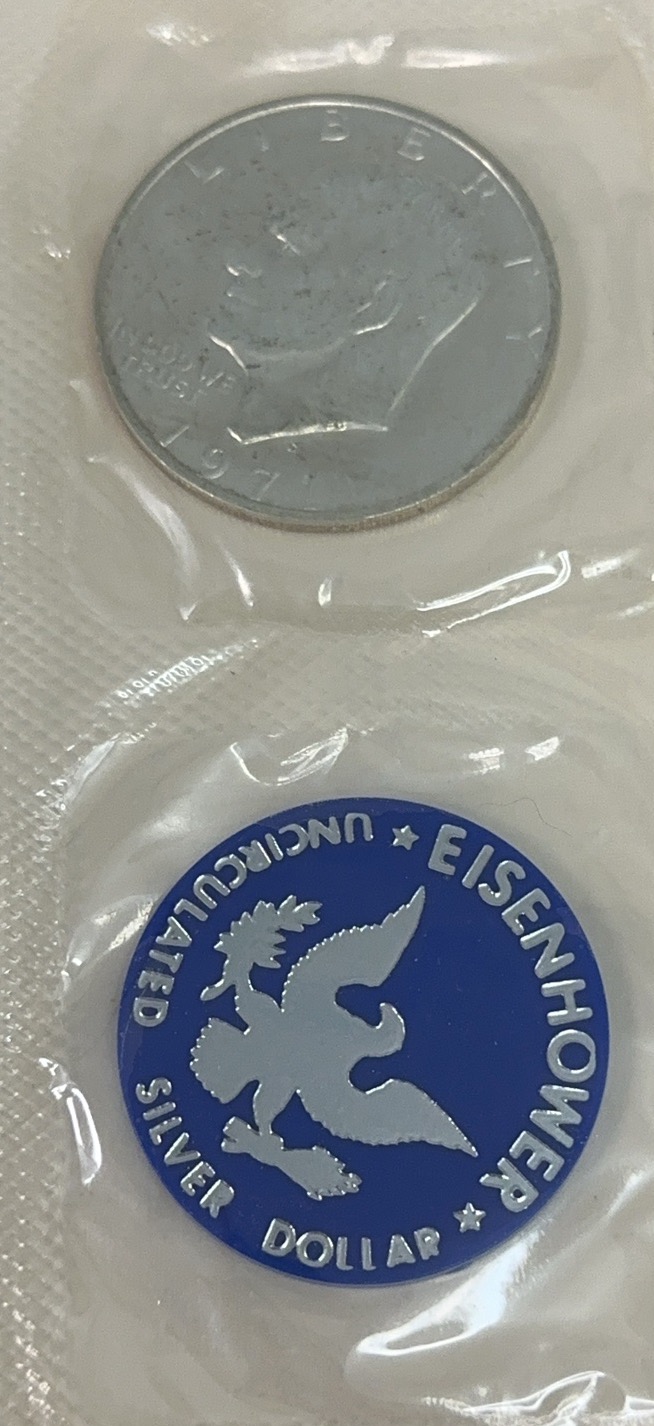 LIBERTY
IN GOD WE
TRUST
1971
EISENHOWER
UNCIRCULATED SILVER DOLLAR